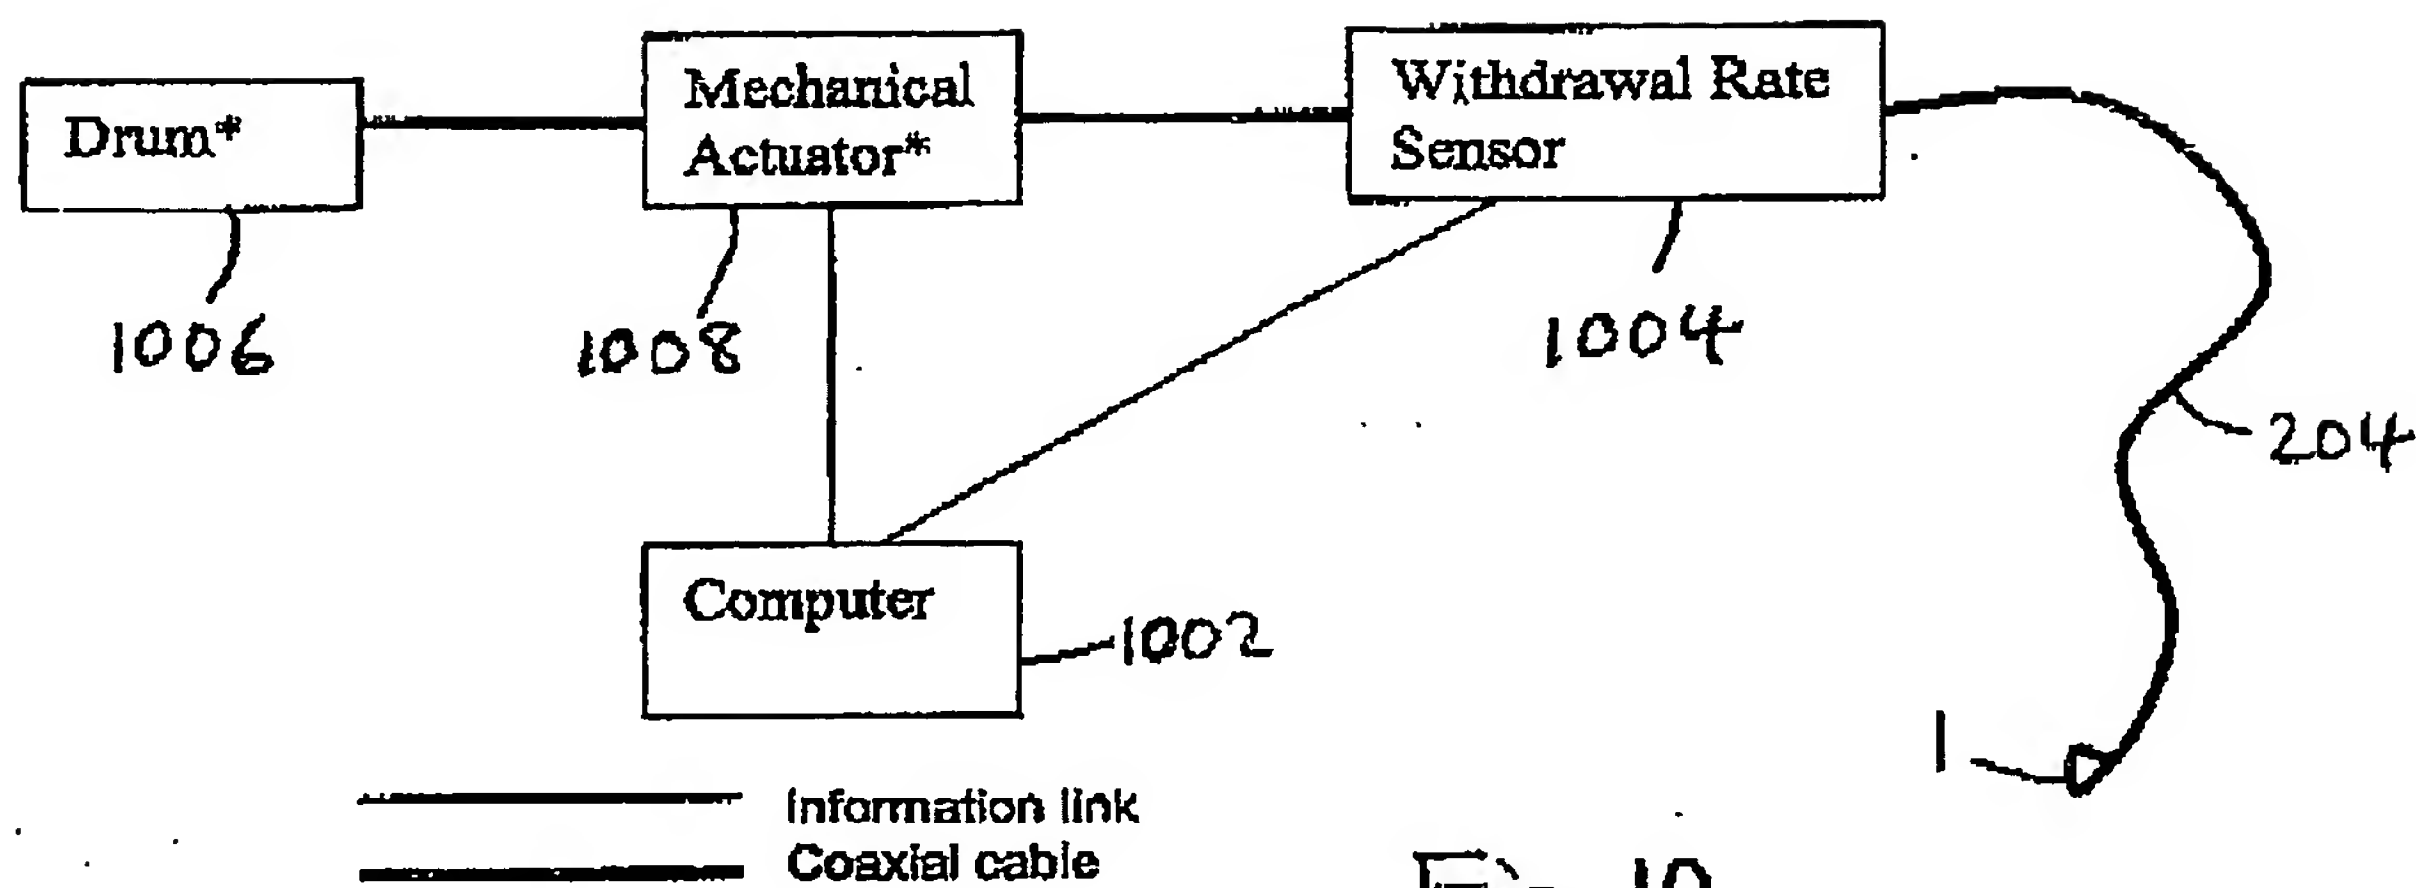 Drum*
Mechanical
Actuator*
Withdrawal Rate
Sensor
1006
1008
1004
204
Computer
1002
1
Information link
Coaxial cable